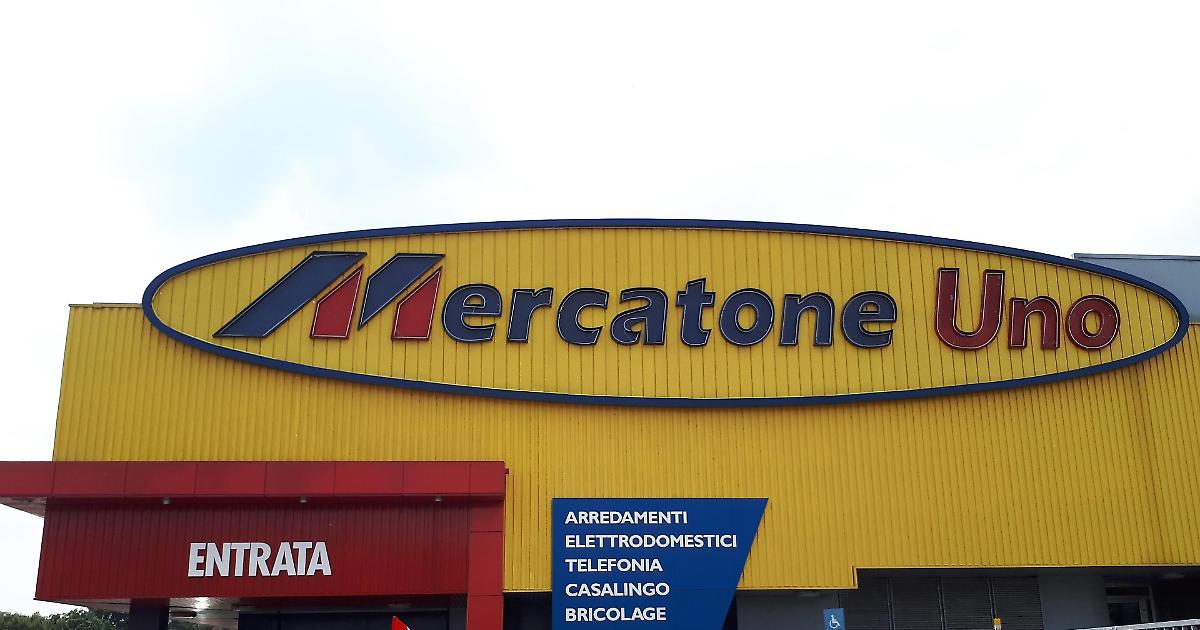 Mercatone Uno
ENTRATA
ARREDAMENTI
ELETTRODOMESTICI
TELEFONIA
CASALINGO
BRICOLAGE